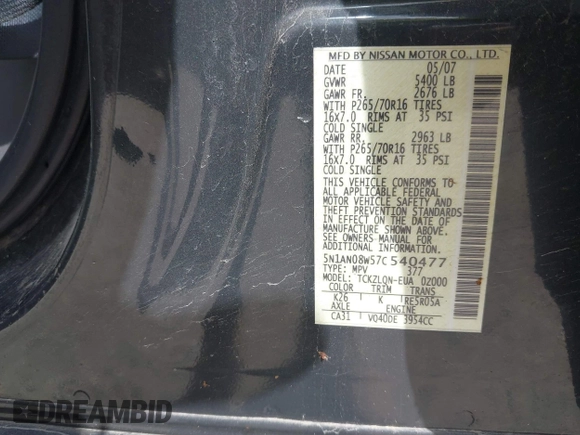 MFD BY NISSAN MOTOR CO., LTD.
DATE 05/07
GVWR 5400 LB
GAWR FR. 2676 LB
WITH P265/70R16 TIRES
16X7.0 RIMS AT 35 PSI
COLD SINGLE
GAWR RR. 2963 LB
WITH P265/70R16 TIRES
16X7.0 RIMS AT 35 PSI
COLD SINGLE
THIS VEHICLE CONFORMS TO
ALL APPLICABLE FEDERAL
MOTOR VEHICLE SAFETY AND
THEFT PREVENTION STANDARDS
IN EFFECT ON THE DATE OF
MANUFACTURE SHOWN ABOVE.
SEE OWNERS MANUAL FOR
ADDITIONAL INFORMATION.
5N1AN08W57C540477
TYPE: MPV 377
MODEL: TCKZLQN-EUA DZ000
COLOR TRIM TRANS
K26 K RE5R05A
AXLE ENGINE
CA31 VQ40DE 3954CC
DREAMBID